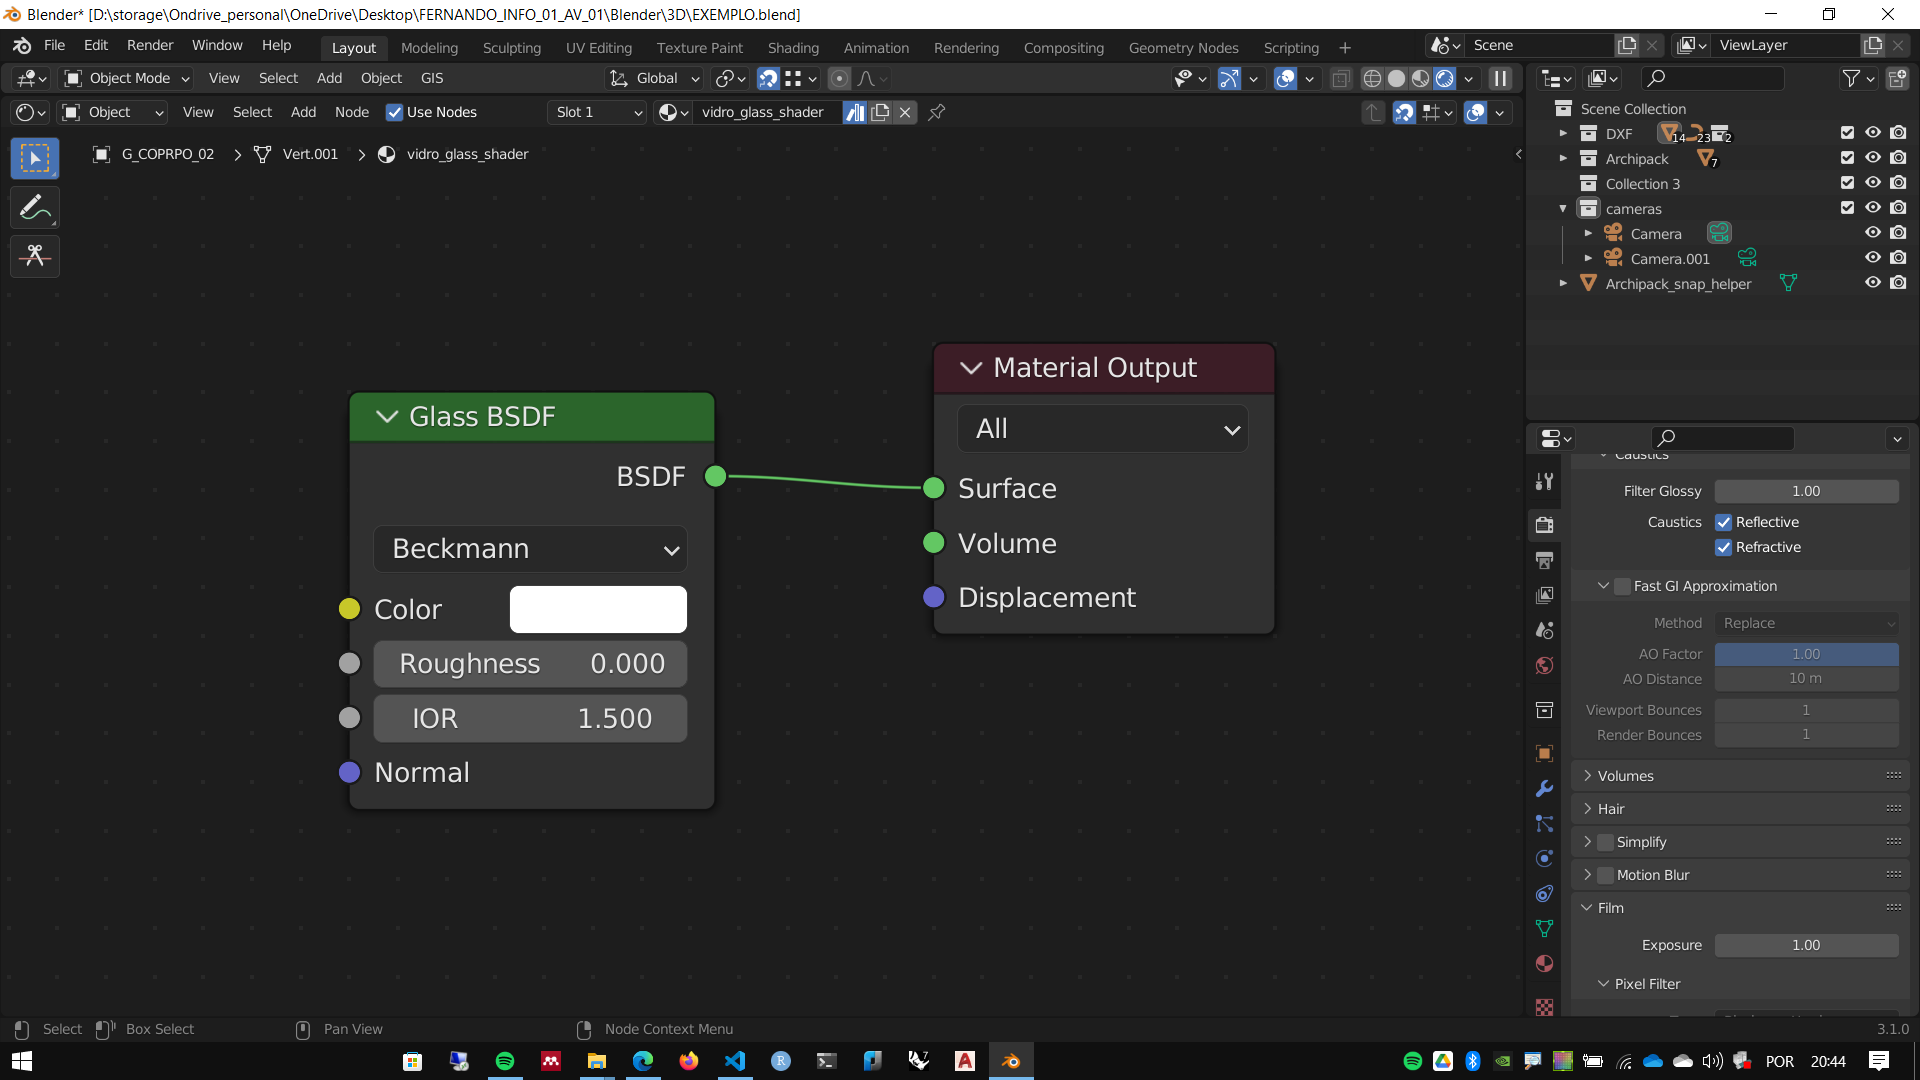 Blender* [D:\storage\Ondrive_personal\OneDrive\Desktop\FERNANDO_INFO_01_AV_01\Blender\3D\EXEMPLO.blend]
File Edit Render Window Help Layout Modeling Sculpting UV Editing Texture Paint Shading Animation Rendering Compositing Geometry Nodes Scripting + Scene ViewLayer
Object Mode View Select Add Object GIS Global
Object View Select Add Node Use Nodes Slot 1 vidro_glass_shader
G_COPRPO_02 > Vert.001 > vidro_glass_shader
Glass BSDF
BSDF
Beckmann
Color
Roughness 0.000
IOR 1.500
Normal
Material Output
All
Surface
Volume
Displacement
Scene Collection
DXF 14 23 2
Archipack 7
Collection 3
cameras
Camera
Camera.001
Archipack_snap_helper
Caustics
Filter Glossy 1.00
Caustics Reflective
Refractive
Fast GI Approximation
Method Replace
AO Factor 1.00
AO Distance 10 m
Viewport Bounces 1
Render Bounces 1
Volumes
Hair
Simplify
Motion Blur
Film
Exposure 1.00
Pixel Filter
Select Box Select Pan View Node Context Menu 3.1.0
POR 20:44